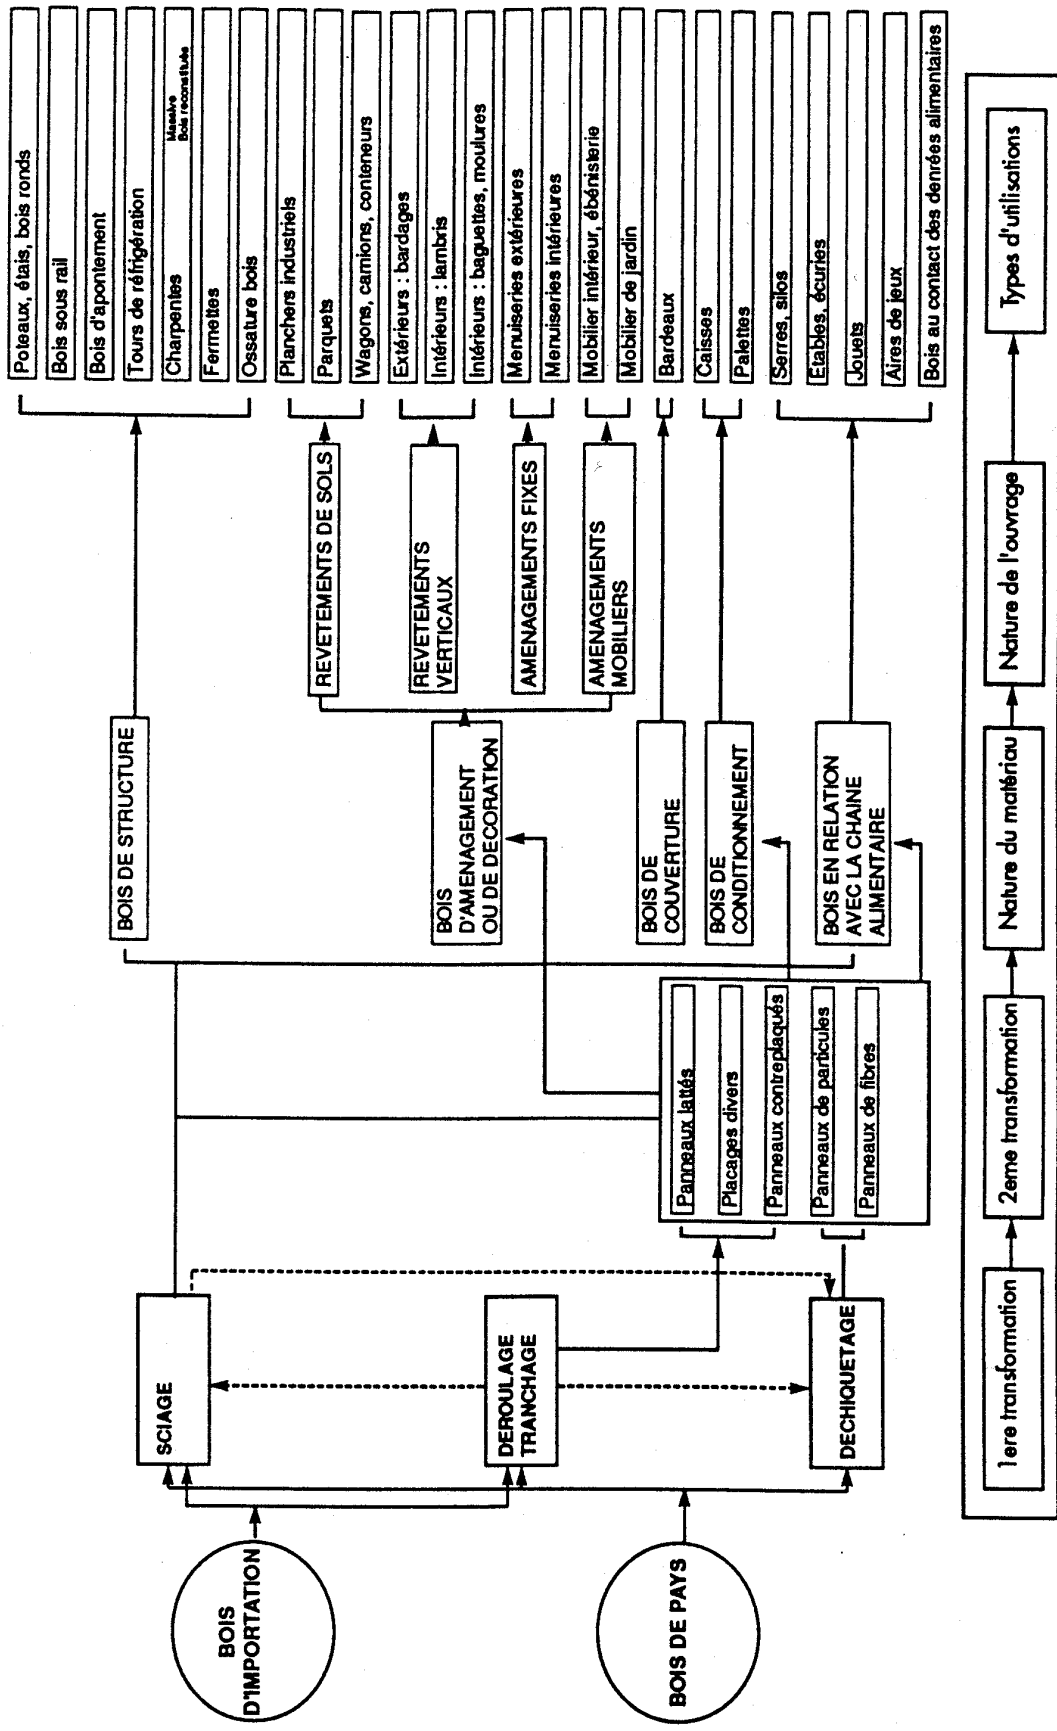 BOIS
D'IMPORTATION
BOIS DE PAYS
SCIAGE
DEROULAGE
TRANCHAGE
DECHIQUETAGE
Panneaux lattés
Placages divers
Panneaux contreplaqués
Panneaux de particules
Panneaux de fibres
BOIS DE STRUCTURE
BOIS
D'AMENAGEMENT
OU DE DECORATION
BOIS DE
COUVERTURE
BOIS DE
CONDITIONNEMENT
BOIS EN RELATION
AVEC LA CHAINE
ALIMENTAIRE
REVETEMENTS DE SOLS
REVETEMENTS
VERTICAUX
AMENAGEMENTS FIXES
AMENAGEMENTS
MOBILIERS
Poteaux, étais, bois ronds
Bois sous rail
Bois d'apontement
Tours de réfrigération
Charpentes
Massive
Bois reconstitués
Fermettes
Ossature bois
Planchers industriels
Parquets
Wagons, camions, conteneurs
Extérieurs : bardages
Intérieurs : lambris
Intérieurs : baguettes, moulures
Menuiseries extérieures
Menuiseries intérieures
Mobilier intérieur, ébénisterie
Mobilier de jardin
Bardeaux
Caisses
Palettes
Serres, silos
Etables, écuries
Jouets
Aires de jeux
Bois au contact des denrées alimentaires
1ere transformation
2eme transformation
Nature du matériau
Nature de l'ouvrage
Types d'utilisations